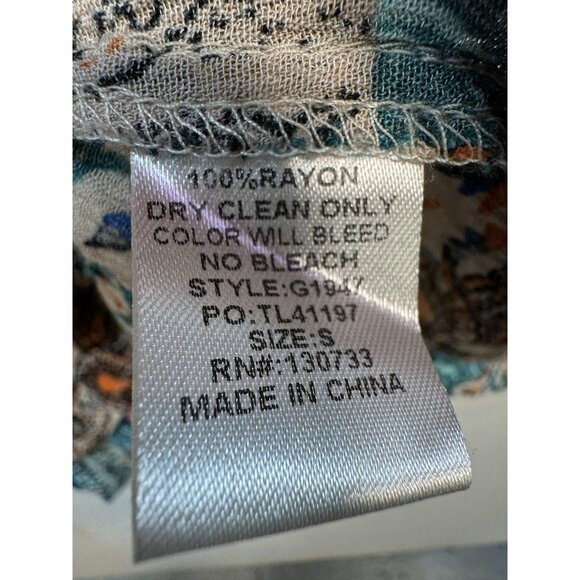 100%RAYON
DRY CLEAN ONLY
COLOR WILL BLEED
NO BLEACH
STYLE:G1947
PO:TL41197
SIZE:S
RN#:130733
MADE IN CHINA